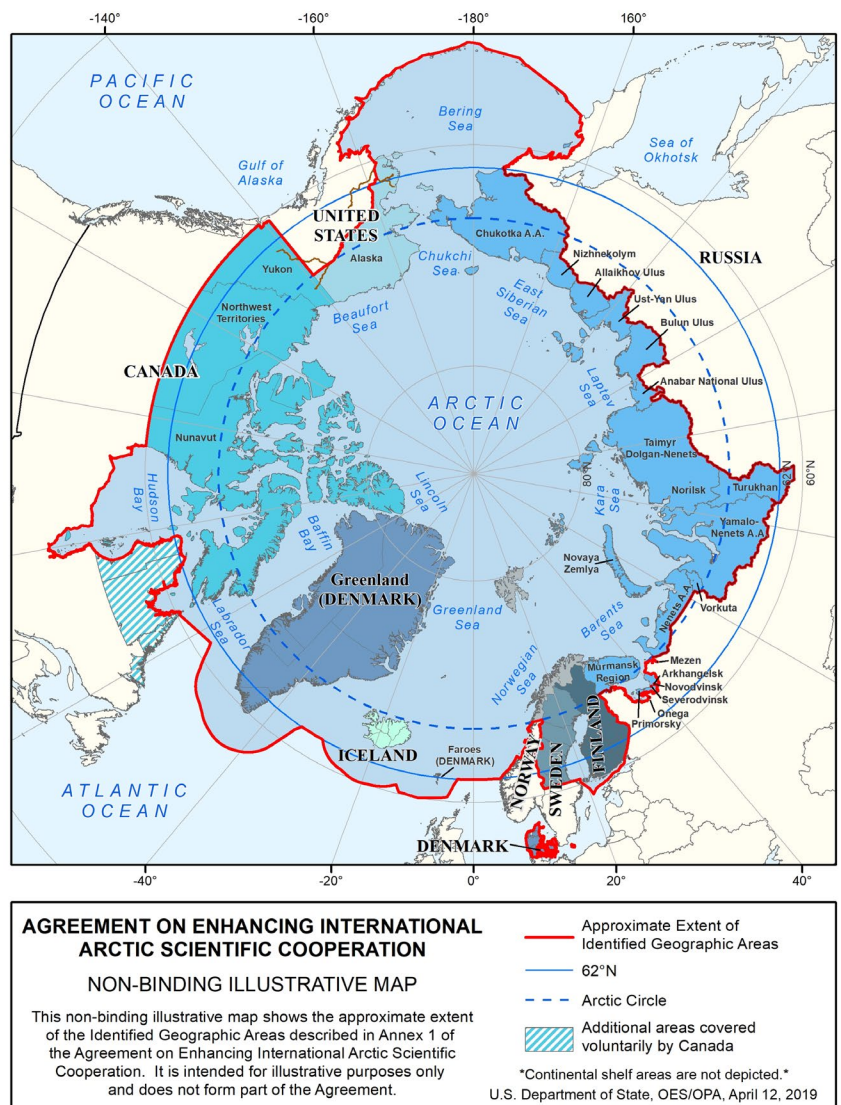 -140°
-160°
-180°
160°
PACIFIC
OCEAN
Bering
Sea
Sea of
Okhotsk
Gulf of
Alaska
UNITED
STATES
Chukotka A.A.
RUSSIA
Nizhnekolym
Yukon
Alaska
Chukchi
Sea
Allaikhov Ulus
East
Siberian
Sea
Ust-Yan Ulus
Northwest
Territories
Beaufort
Sea
Bulun Ulus
CANADA
Laptev
Sea
Anabar National Ulus
ARCTIC
OCEAN
Nunavut
Taimyr
Dolgan-Nenets
Hudson
Bay
Lincoln
Sea
80°N
Kara
Sea
Norilsk
Turukhan
62°N
60°N
Baffin
Bay
Yamalo-
Nenets A.A.
Novaya
Zemlya
Greenland
(DENMARK)
Labrador
Sea
Greenland
Sea
Barents
Sea
Nenets A.A.
Vorkuta
Norwegian
Sea
Murmansk
Region
Mezen
Arkhangelsk
Novodvinsk
Severodvinsk
Onega
Primorsky
ICELAND
Faroes
(DENMARK)
NORWAY
SWEDEN
FINLAND
ATLANTIC
OCEAN
DENMARK
-40°
-20°
0°
20°
40°
AGREEMENT ON ENHANCING INTERNATIONAL
ARCTIC SCIENTIFIC COOPERATION
NON-BINDING ILLUSTRATIVE MAP
This non-binding illustrative map shows the approximate extent
of the Identified Geographic Areas described in Annex 1 of
the Agreement on Enhancing International Arctic Scientific
Cooperation. It is intended for illustrative purposes only
and does not form part of the Agreement.
Approximate Extent of
Identified Geographic Areas
62°N
Arctic Circle
Additional areas covered
voluntarily by Canada
*Continental shelf areas are not depicted.*
U.S. Department of State, OES/OPA, April 12, 2019